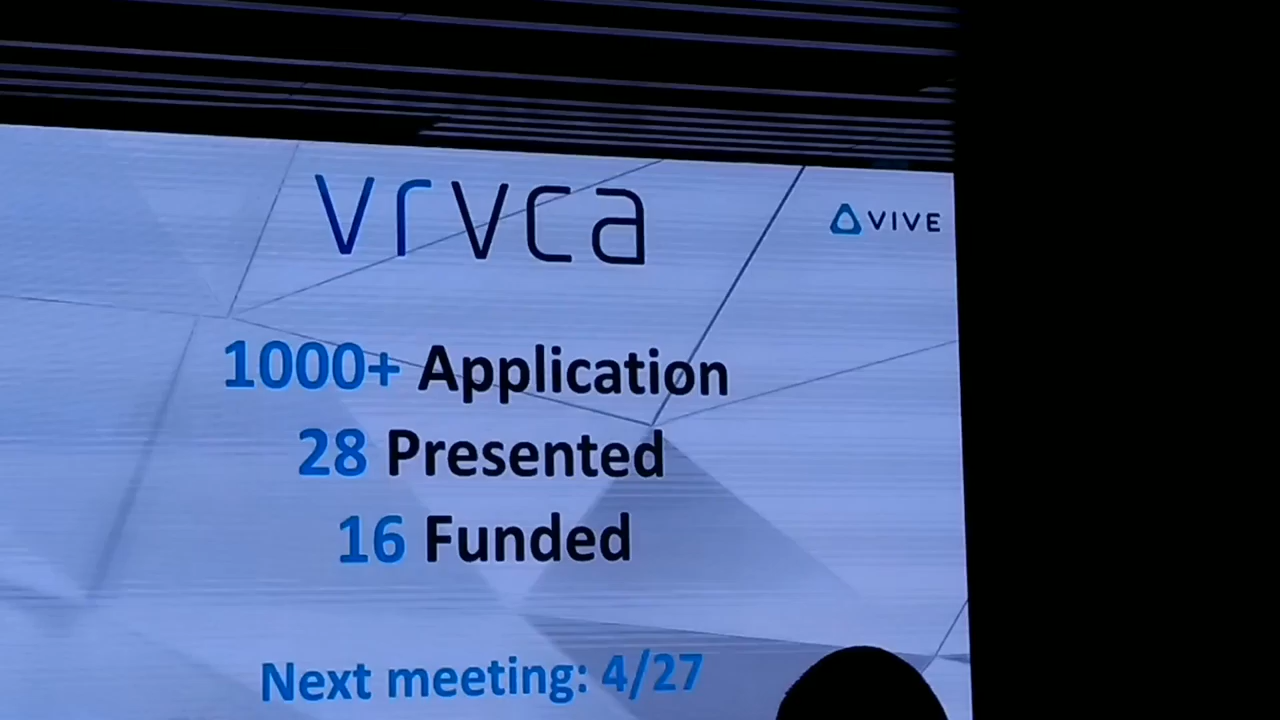 vrvca
VIVE
1000+ Application
28 Presented
16 Funded
Next meeting: 4/27